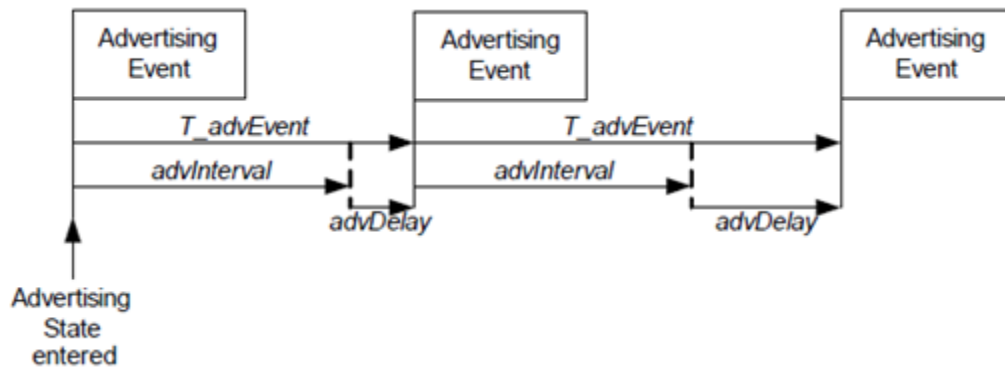 Advertising
Event
Advertising
Event
Advertising
Event
T_advEvent
T_advEvent
advInterval
advInterval
advDelay
advDelay
Advertising
State
entered